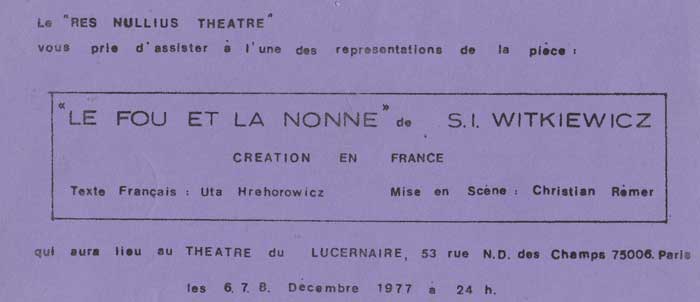 Le "RES NULLIUS THEATRE"
vous prie d'assister à l'une des representations de la pièce :
"LE FOU ET LA NONNE" de S.I. WITKIEWICZ
CREATION EN FRANCE
Texte Français : Uta Hrehorowicz Mise en Scène : Christian Rémer
qui aura lieu au THEATRE du LUCERNAIRE, 53 rue N.D. des Champs 75006. Paris
les 6, 7, 8. Décembre 1977 à 24 h.